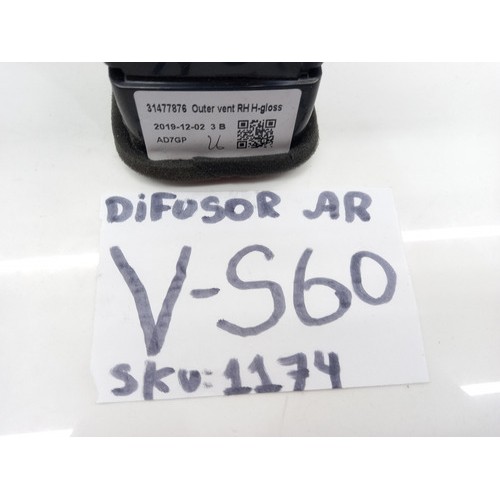 31477876 Outer vent RH H-gloss
2019-12-02 3 B
AD7GP
DiFUSOR AR
V-S60
SKU: 1174